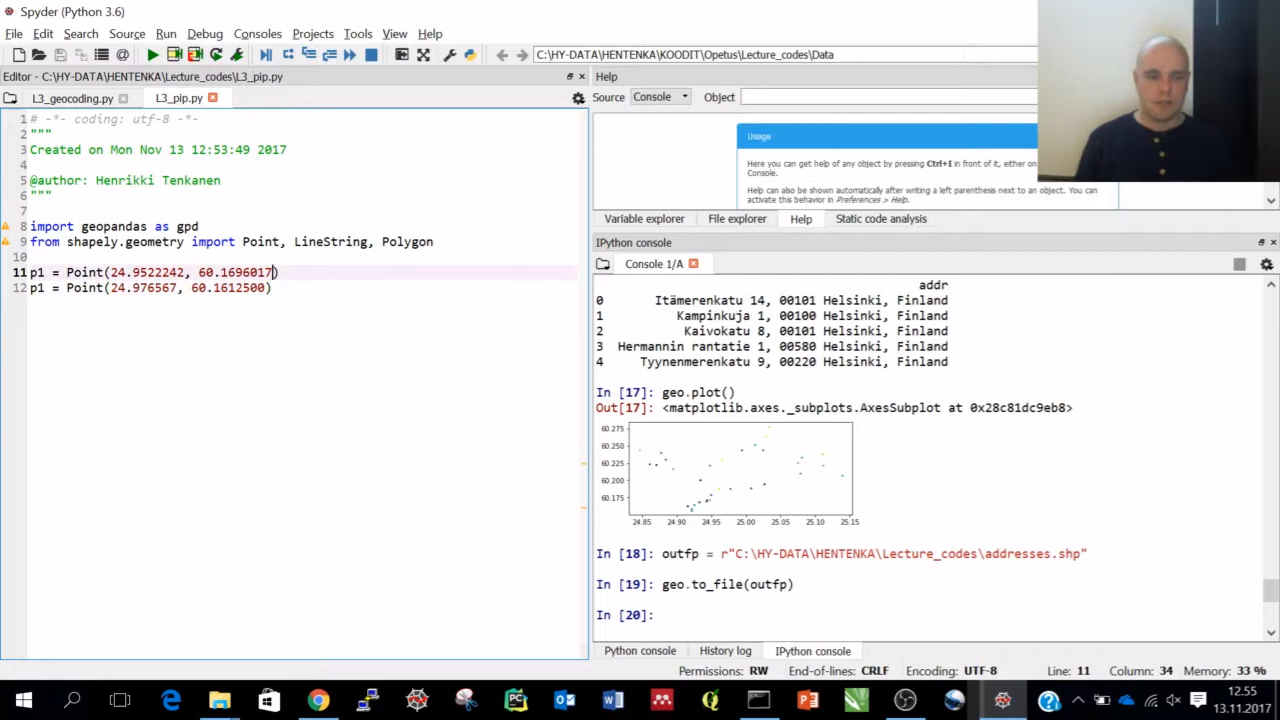 Spyder (Python 3.6)
File Edit Search Source Run Debug Consoles Projects Tools View Help
C:\HY-DATA\HENTENKA\KOODIT\Opetus\Lecture_codes\Data
Editor - C:\HY-DATA\HENTENKA\Lecture_codes\L3_pip.py
Help
L3_geocoding.py
L3_pip.py
Source Console Object
1 # -*- coding: utf-8 -*-
2 """
3 Created on Mon Nov 13 12:53:49 2017
4
5 @author: Henrikki Tenkanen
6 """
7
8 import geopandas as gpd
9 from shapely.geometry import Point, LineString, Polygon
10
11 p1 = Point(24.9522242, 60.1696017)
12 p1 = Point(24.976567, 60.1612500)
Usage
Here you can get help of any object by pressing Ctrl+I in front of it, either on
Console.
Help can also be shown automatically after writing a left parenthesis next to an object. You can
activate this behavior in Preferences > Help.
Variable explorer File explorer Help Static code analysis
IPython console
Console 1/A
addr
0 Itämerenkatu 14, 00101 Helsinki, Finland
1 Kampinkuja 1, 00100 Helsinki, Finland
2 Kaivokatu 8, 00101 Helsinki, Finland
3 Hermannin rantatie 1, 00580 Helsinki, Finland
4 Tyynenmerenkatu 9, 00220 Helsinki, Finland
In [17]: geo.plot()
Out[17]: <matplotlib.axes._subplots.AxesSubplot at 0x28c81dc9eb8>
60.275
60.250
60.225
60.200
60.175
24.85 24.90 24.95 25.00 25.05 25.10 25.15
In [18]: outfp = r"C:\HY-DATA\HENTENKA\Lecture_codes\addresses.shp"
In [19]: geo.to_file(outfp)
In [20]:
Python console History log IPython console
Permissions: RW End-of-lines: CRLF Encoding: UTF-8 Line: 11 Column: 34 Memory: 33 %
12.55
13.11.2017